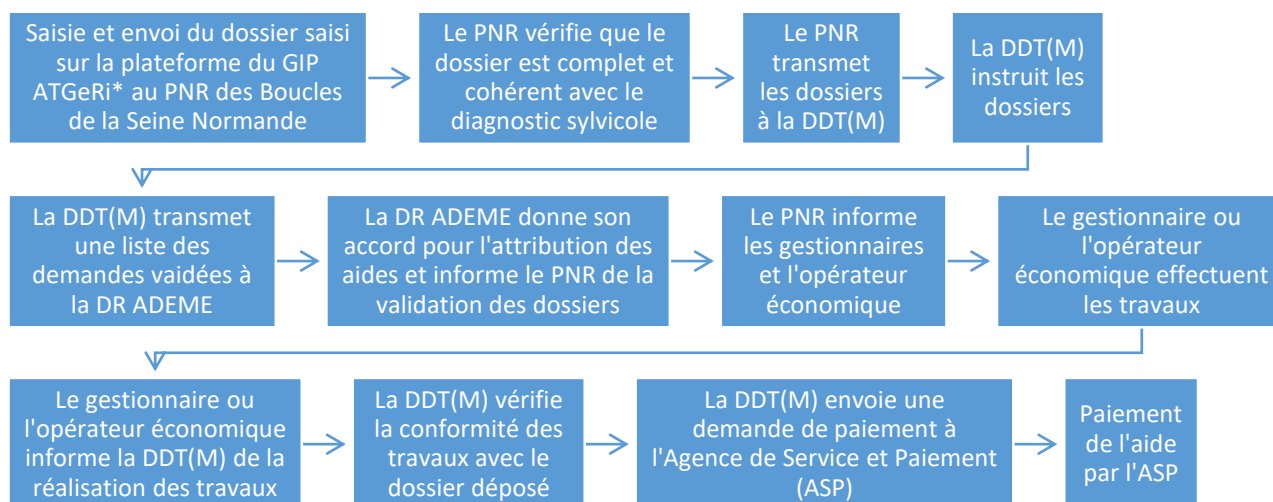 Saisie et envoi du dossier saisi
sur la plateforme du GIP
ATGeRi* au PNR des Boucles
de la Seine Normande
Le PNR vérifie que le
dossier est complet et
cohérent avec le
diagnostic sylvicole
Le PNR
transmet
les dossiers
à la DDT(M)
La DDT(M)
instruit les
dossiers
La DDT(M) transmet
une liste des
demandes vaidées à
la DR ADEME
La DR ADEME donne son
accord pour l'attribution des
aides et informe le PNR de la
validation des dossiers
Le PNR informe
les gestionnaires
et l'opérateur
économique
Le gestionnaire ou
l'opérateur
économique effectuent
les travaux
Le gestionnaire ou
l'opérateur économique
informe la DDT(M) de la
réalisation des travaux
La DDT(M) vérifie
la conformité des
travaux avec le
dossier déposé
La DDT(M) envoie une
demande de paiement à
l'Agence de Service et Paiement
(ASP)
Paiement
de l'aide
par l'ASP